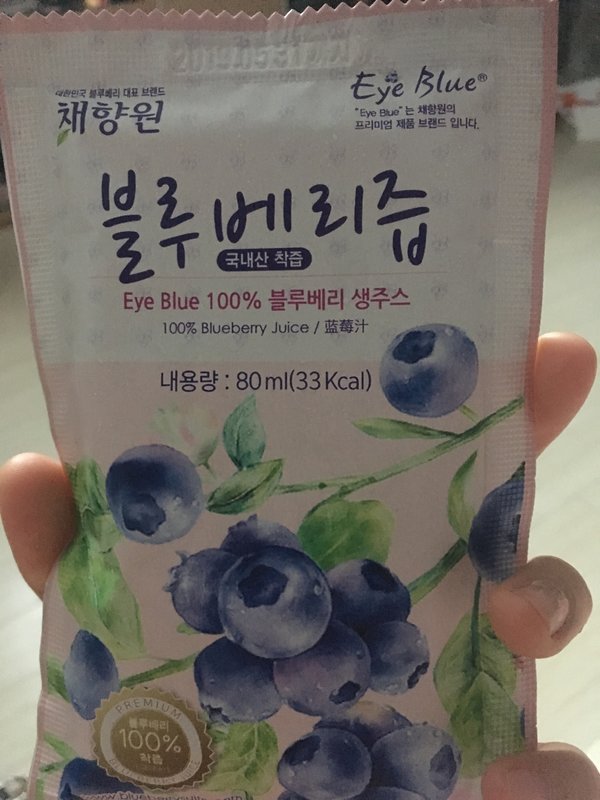 대한민국 블루베리 대표 브랜드
채향원
Eye Blue®
"Eye Blue"는 채향원의
프리미엄 제품 브랜드 입니다.
블루베리즙
국내산 착즙
Eye Blue 100% 블루베리 생주스
100% Blueberry Juice / 蓝莓汁
내용량 : 80ml(33Kcal)
PREMIUM
블루베리
100%
착즙